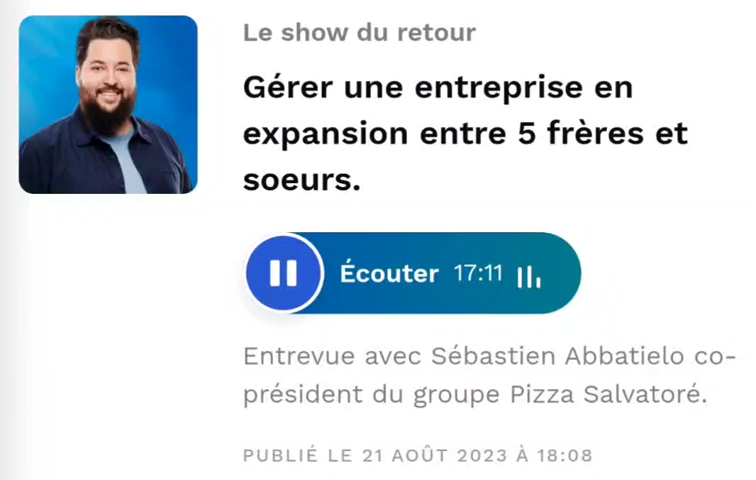 Le show du retour
Gérer une entreprise en
expansion entre 5 frères et
soeurs.
Écouter 17:11
Entrevue avec Sébastien Abbatielo co-
président du groupe Pizza Salvatoré.
PUBLIÉ LE 21 AOÛT 2023 À 18:08